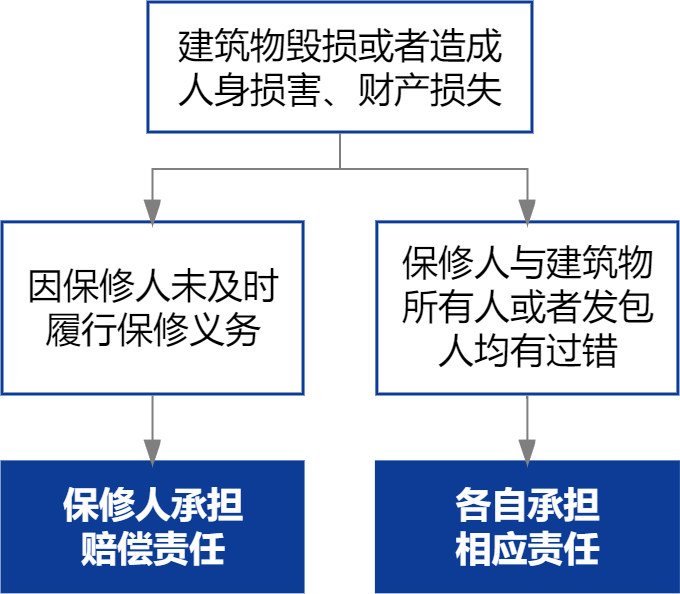 建筑物毁损或者造成
人身损害、财产损失
因保修人未及时
履行保修义务
保修人与建筑物
所有人或者发包
人均有过错
保修人承担
赔偿责任
各自承担
相应责任